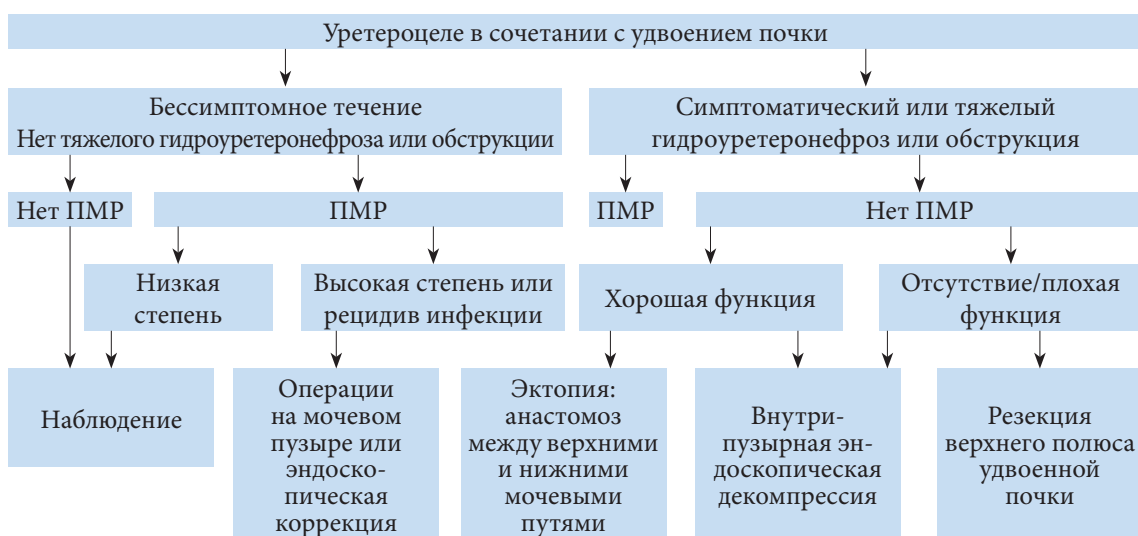 Уретероцеле в сочетании с удвоением почки
Бессимптомное течение
Нет тяжелого гидроуретеронефроза или обструкции
Симптоматический или тяжелый
гидроуретеронефроз или обструкция
Нет ПМР
ПМР
ПМР
Нет ПМР
Низкая
степень
Высокая степень или
рецидив инфекции
Хорошая функция
Отсутствие/плохая
функция
Наблюдение
Операции
на мочевом
пузыре или
эндоско-
пическая
коррекция
Эктопия:
анастомоз
между верхними
и нижними
мочевыми
путями
Внутри-
пузырная эн-
доскопическая
декомпрессия
Резекция
верхнего полюса
удвоенной
почки